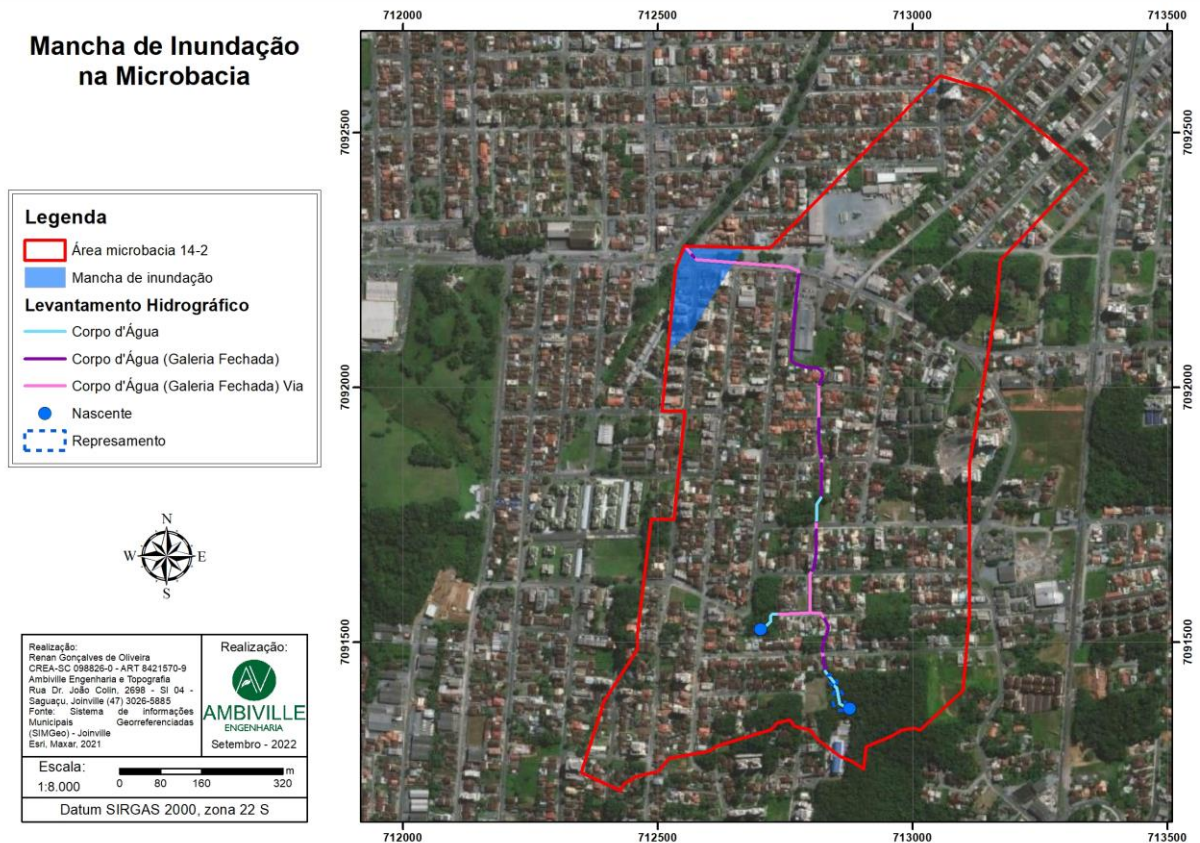 Mancha de Inundação
na Microbacia
Legenda
Área microbacia 14-2
Mancha de inundação
Levantamento Hidrográfico
Corpo d'Água
Corpo d'Água (Galeria Fechada)
Corpo d'Água (Galeria Fechada) Via
Nascente
Represamento
N
W E
S
Realização:
Renan Gonçalves de Oliveira
CREA-SC 098826-0 - ART 8421570-9
Ambiville Engenharia e Topografia
Rua Dr. João Colin, 2698 - Sl 04 -
Saguaçu, Joinville (47) 3026-5885
Fonte: Sistema de informações
Municipais Georreferenciadas
(SIMGeo) - Joinville
Esri, Maxar, 2021
Realização:
AMBIVILLE
ENGENHARIA
Setembro - 2022
Escala:
1:8.000
m
0 80 160 320
Datum SIRGAS 2000, zona 22 S
712000 712500 713000 713500
7092500 7092500
7092000 7092000
7091500 7091500
712000 712500 713000 713500